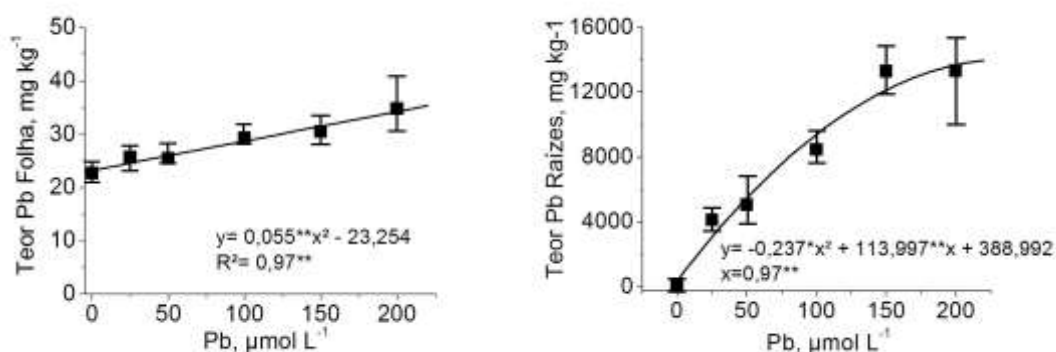 Teor Pb Folha, mg kg⁻¹
50
40
30
20
10
0
y= 0,055**x² - 23,254
R²= 0,97**
0 50 100 150 200
Pb, µmol L⁻¹
Teor Pb Raízes, mg kg-1
16000
12000
8000
4000
0
y= -0,237*x² + 113,997**x + 388,992
x=0,97**
0 50 100 150 200
Pb, µmol L⁻¹